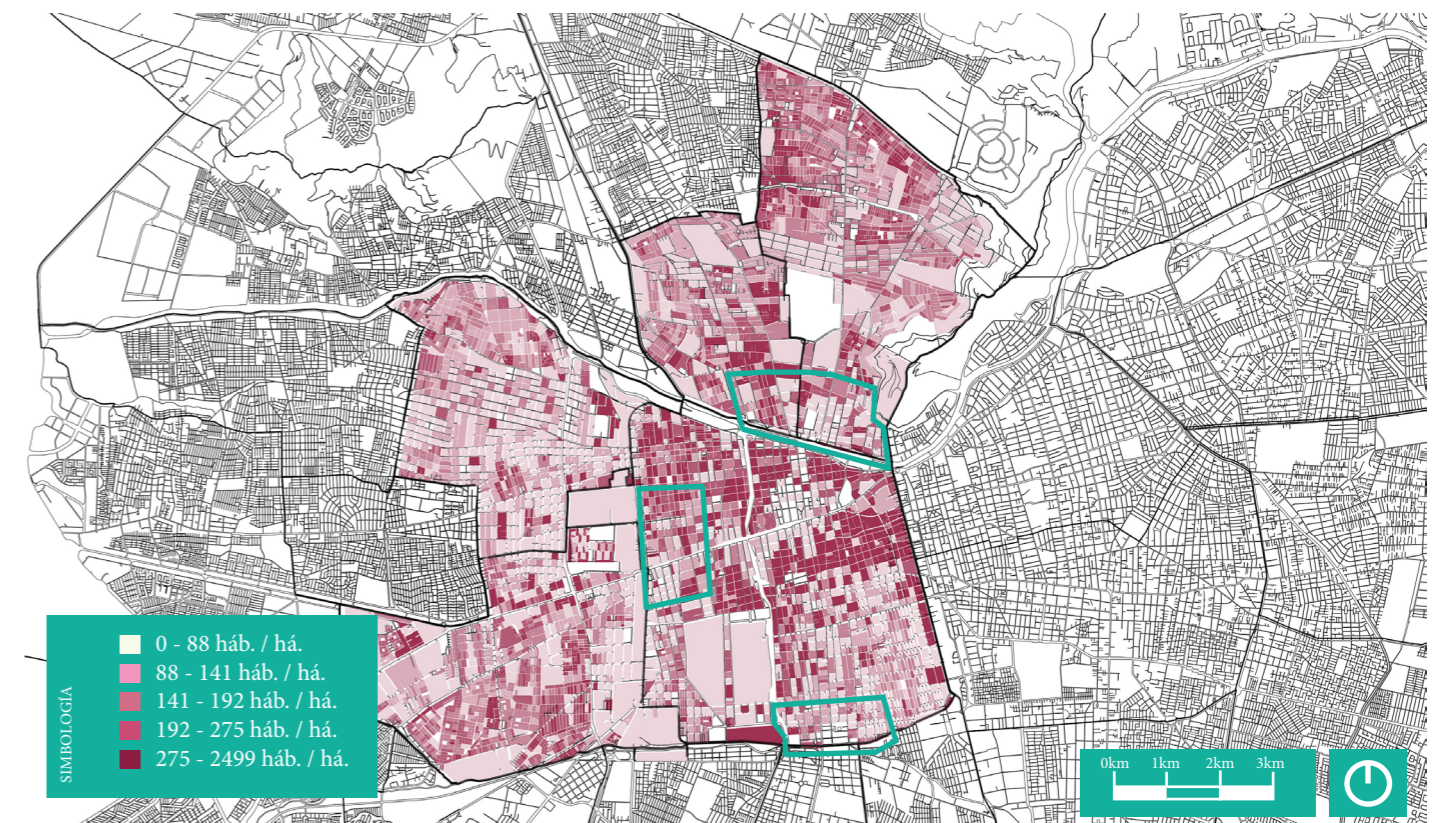 SIMBOLOGÍA
0 - 88 háb. / há.
88 - 141 háb. / há.
141 - 192 háb. / há.
192 - 275 háb. / há.
275 - 2499 háb. / há.
0km 1km 2km 3km